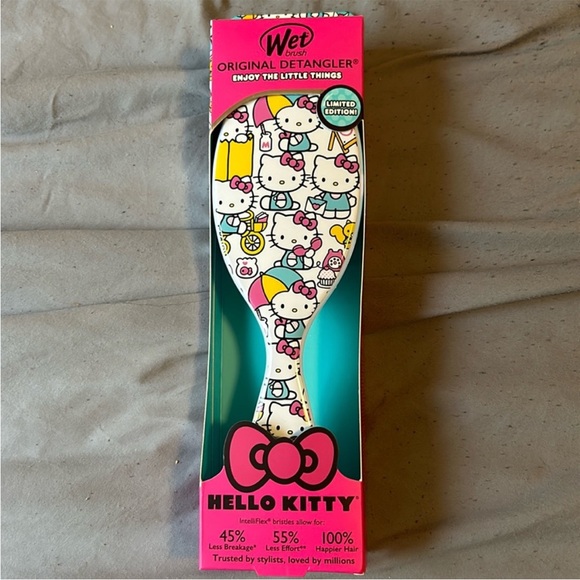 Wet
brush
ORIGINAL DETANGLER®
ENJOY THE LITTLE THINGS
LIMITED
EDITION!
M
HELLO KITTY®
IntelliFlex® bristles allow for:
45% 55% 100%
Less Breakage* Less Effort** Happier Hair
Trusted by stylists, loved by millions